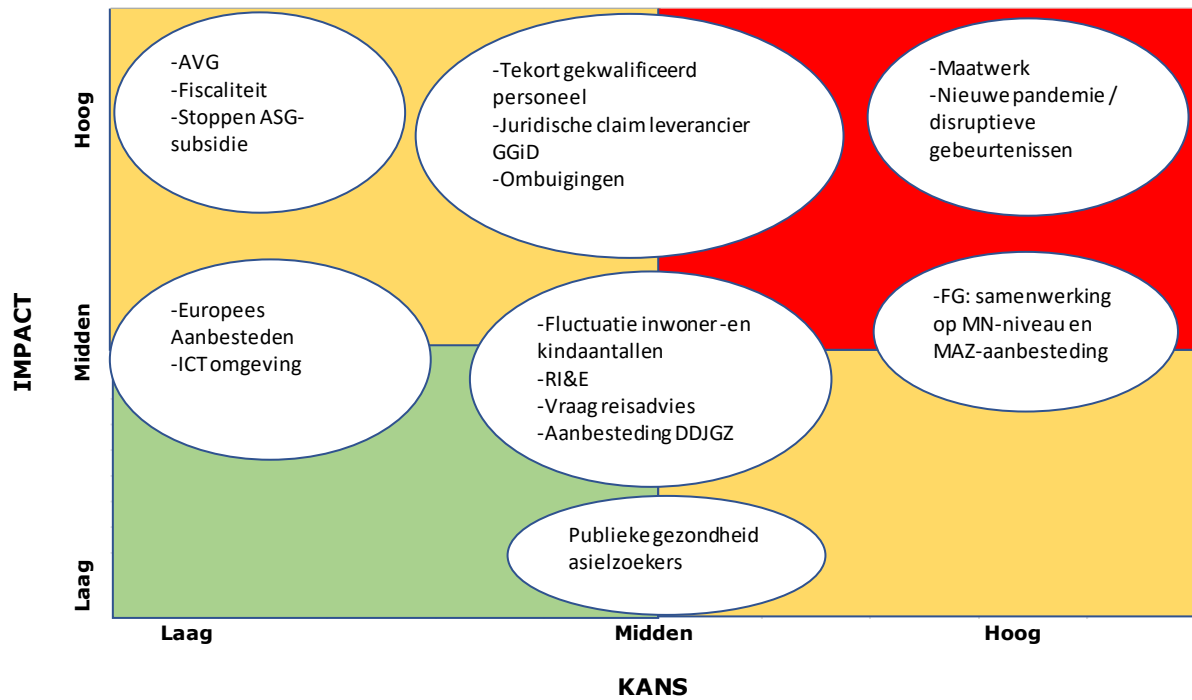 -AVG
-Fiscaliteit
-Stoppen ASG-
subsidie
-Tekort gekwalificeerd
personeel
-Juridische claim leverancier
GGiD
-Ombuigingen
-Maatwerk
-Nieuwe pandemie /
disruptieve
gebeurtenissen
Hoog
-Europees
Aanbesteden
-ICT omgeving
-Fluctuatie inwoner -en
kindaantallen
-RI&E
-Vraag reisadvies
-Aanbesteding DDJGZ
-FG: samenwerking
op MN-niveau en
MAZ-aanbesteding
IMPACT
Midden
Publieke gezondheid
asielzoekers
Laag
Laag
Midden
Hoog
KANS